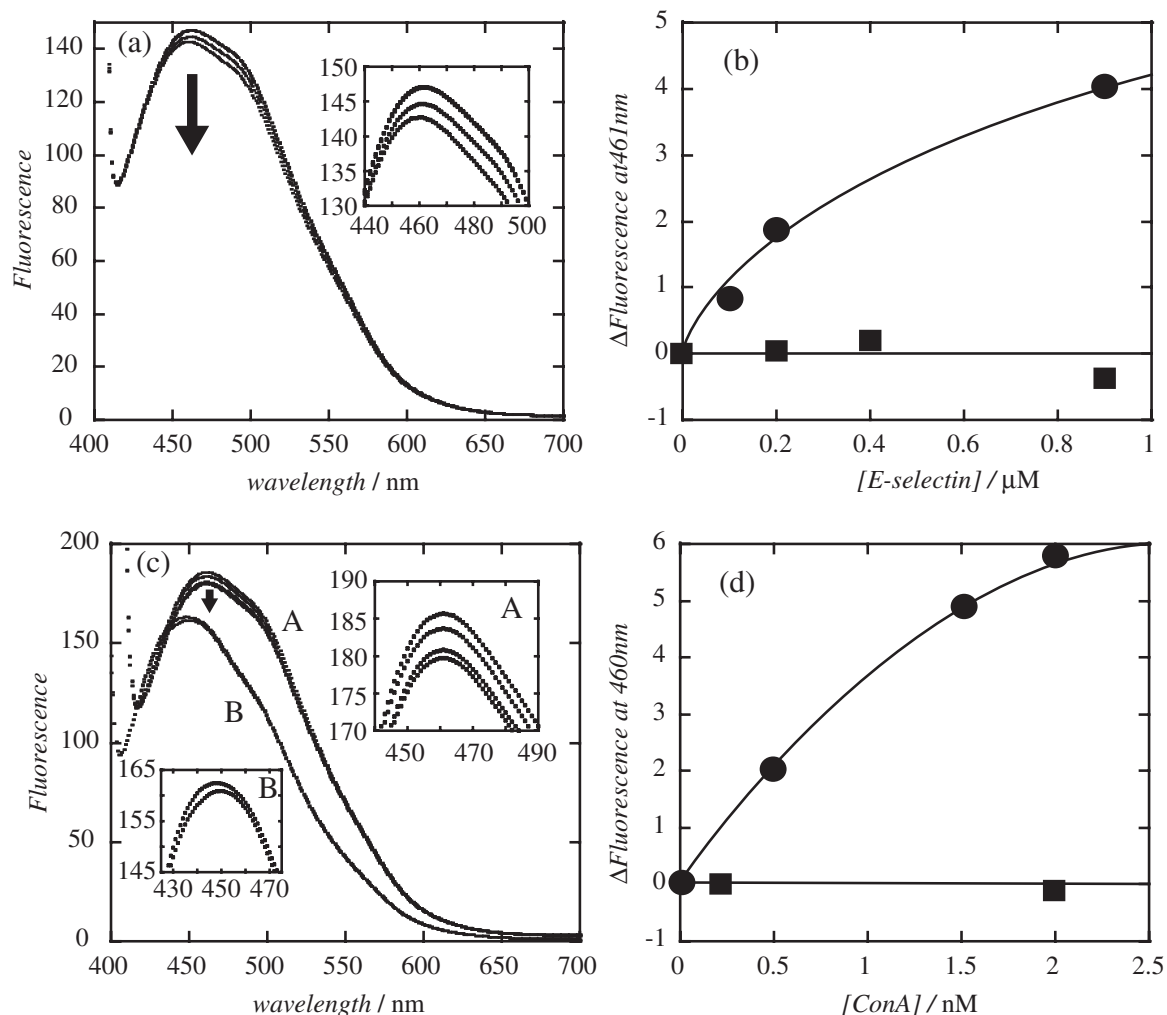 (a)
Fluorescence
140
120
100
80
60
40
20
0
400 450 500 550 600 650 700
wavelength / nm
150
145
140
135
130
440 460 480 500
(b)
ΔFluorescence at461nm
5
4
3
2
1
0
-1
0 0.2 0.4 0.6 0.8 1
[E-selectin] / μM
(c)
Fluorescence
200
150
100
50
0
400 450 500 550 600 650 700
wavelength / nm
A
B
A
190
185
180
175
170
450 470 490
B
165
155
145
430 450 470
(d)
ΔFluorescence at 460nm
6
5
4
3
2
1
0
-1
0 0.5 1 1.5 2 2.5
[ConA] / nM